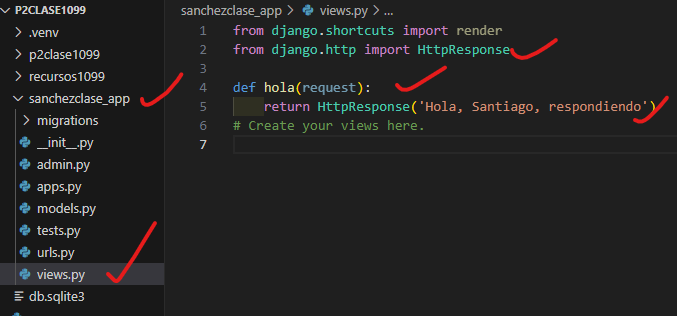 P2CLASE1099
.venv
p2clase1099
recursos1099
sanchezclase_app
migrations
__init__.py
admin.py
apps.py
models.py
tests.py
urls.py
views.py
db.sqlite3
sanchezclase_app > views.py > ...
1 from django.shortcuts import render
2 from django.http import HttpResponse
3
4 def hola(request):
5     return HttpResponse('Hola, Santiago, respondiendo')
6 # Create your views here.
7